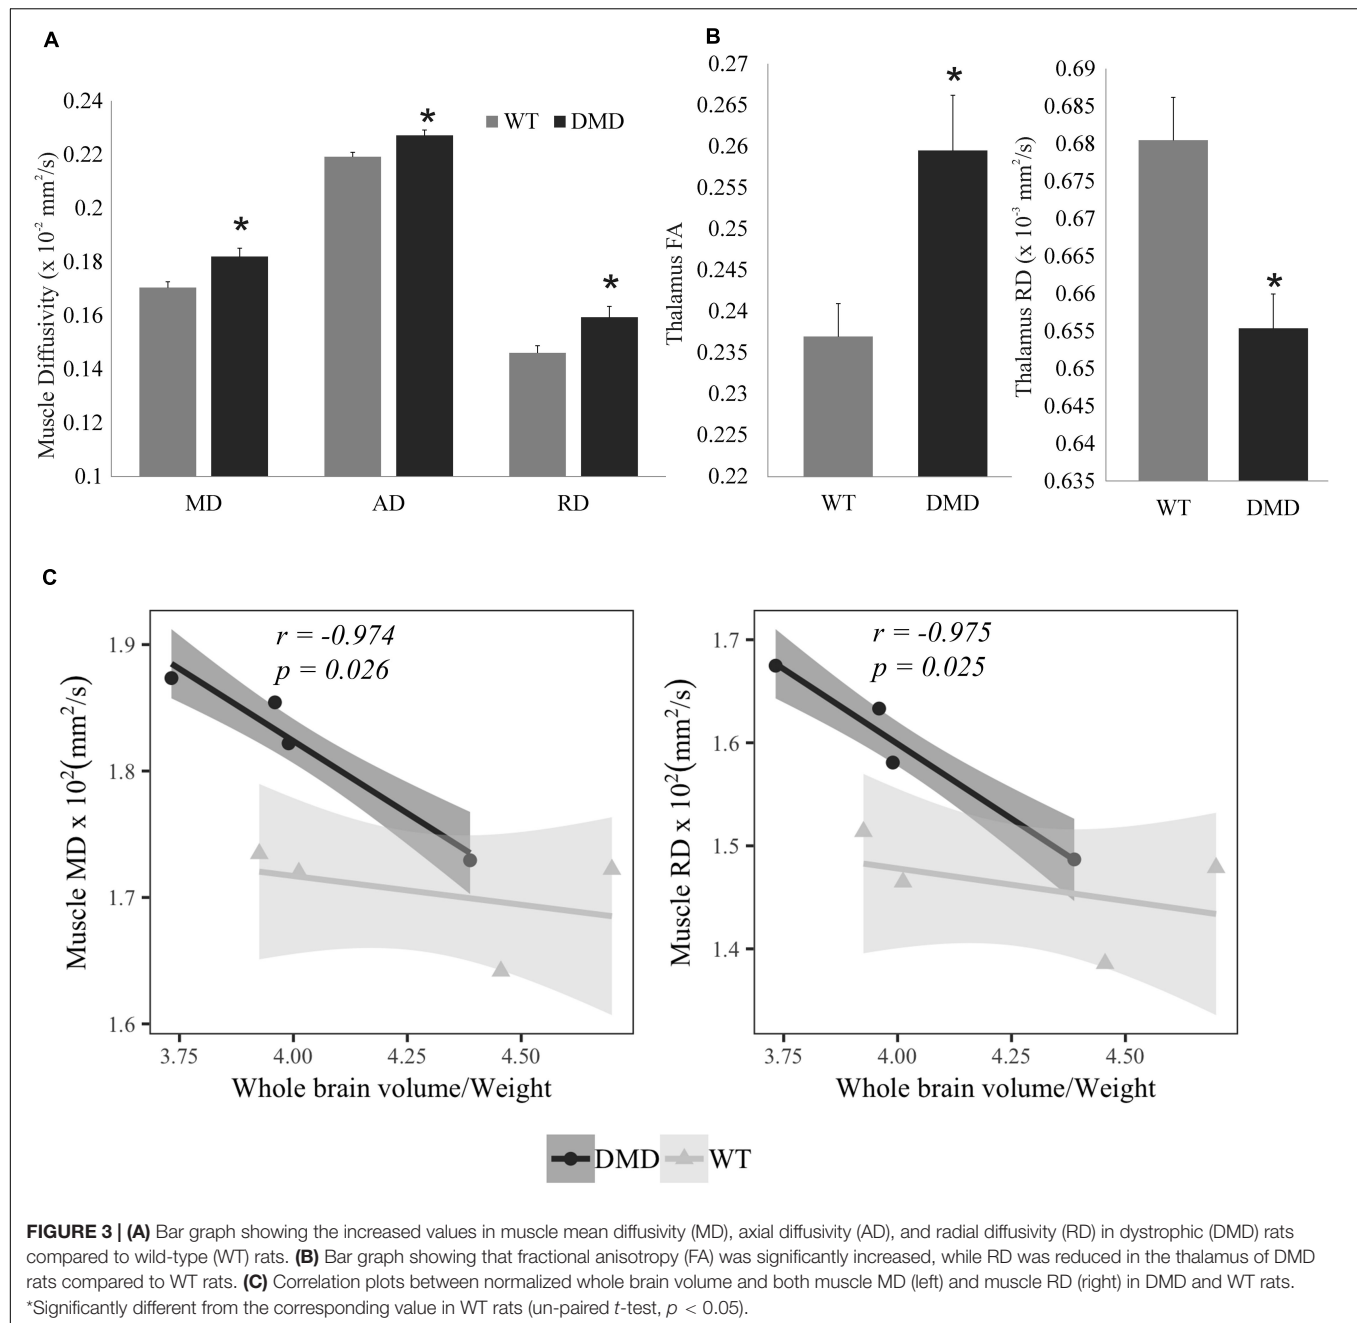 A
0.24
0.22
0.2
0.18
0.16
0.14
0.12
0.1
Muscle Diffusivity (x 10-2 mm2/s)
WT DMD
*
*
*
MD AD RD
B
0.27
0.265
0.26
0.255
0.25
0.245
0.24
0.235
0.23
0.225
0.22
Thalamus FA
*
WT DMD
0.69
0.685
0.68
0.675
0.67
0.665
0.66
0.655
0.65
0.645
0.64
0.635
Thalamus RD (x 10-3 mm2/s)
*
WT DMD
C
r = -0.974
p = 0.026
1.9
1.8
1.7
1.6
Muscle MD x 10²(mm²/s)
3.75 4.00 4.25 4.50
Whole brain volume/Weight
r = -0.975
p = 0.025
1.7
1.6
1.5
1.4
Muscle RD x 10²(mm²/s)
3.75 4.00 4.25 4.50
Whole brain volume/Weight
DMD WT
FIGURE 3 | (A) Bar graph showing the increased values in muscle mean diffusivity (MD), axial diffusivity (AD), and radial diffusivity (RD) in dystrophic (DMD) rats
compared to wild-type (WT) rats. (B) Bar graph showing that fractional anisotropy (FA) was significantly increased, while RD was reduced in the thalamus of DMD
rats compared to WT rats. (C) Correlation plots between normalized whole brain volume and both muscle MD (left) and muscle RD (right) in DMD and WT rats.
*Significantly different from the corresponding value in WT rats (un-paired t-test, p < 0.05).